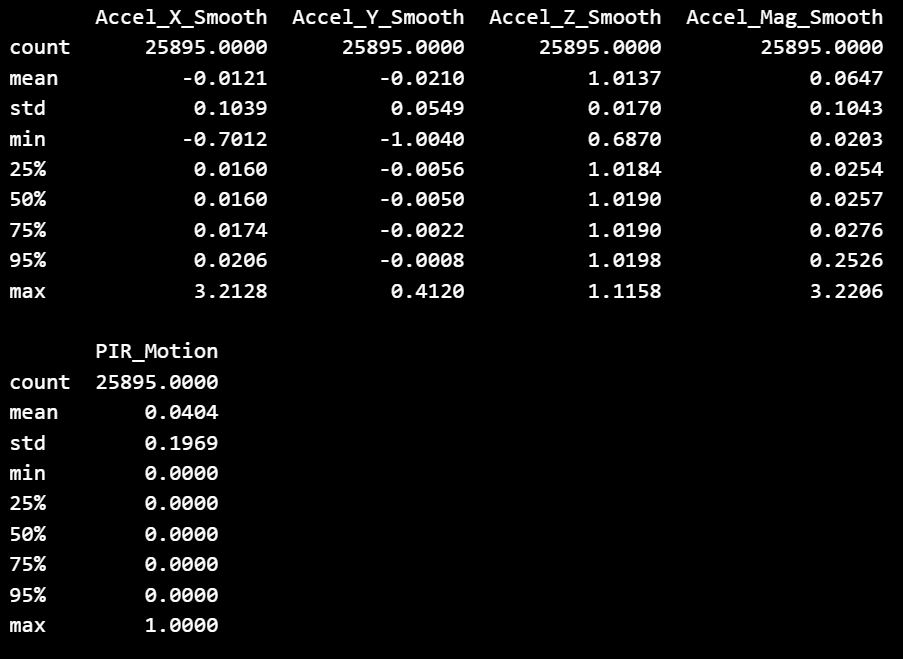 Accel_X_Smooth Accel_Y_Smooth Accel_Z_Smooth Accel_Mag_Smooth
count 25895.0000 25895.0000 25895.0000 25895.0000
mean -0.0121 -0.0210 1.0137 0.0647
std 0.1039 0.0549 0.0170 0.1043
min -0.7012 -1.0040 0.6870 0.0203
25% 0.0160 -0.0056 1.0184 0.0254
50% 0.0160 -0.0050 1.0190 0.0257
75% 0.0174 -0.0022 1.0190 0.0276
95% 0.0206 -0.0008 1.0198 0.2526
max 3.2128 0.4120 1.1158 3.2206
PIR_Motion
count 25895.0000
mean 0.0404
std 0.1969
min 0.0000
25% 0.0000
50% 0.0000
75% 0.0000
95% 0.0000
max 1.0000